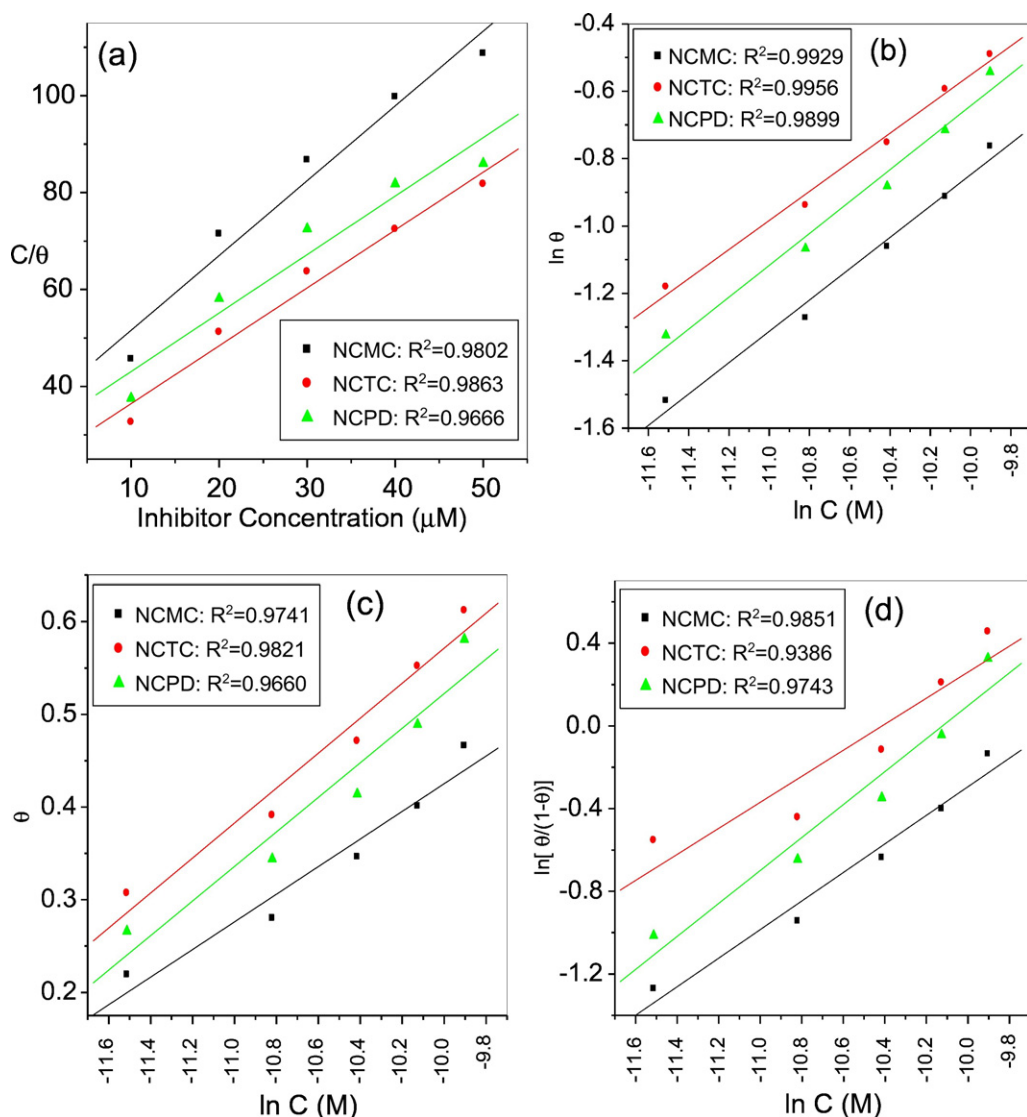 (a)
100
80
C/θ
60
40
NCMC: R²=0.9802
NCTC: R²=0.9863
NCPD: R²=0.9666
10 20 30 40 50
Inhibitor Concentration (μM)
(b)
NCMC: R²=0.9929
NCTC: R²=0.9956
NCPD: R²=0.9899
-0.4
-0.6
-0.8
-1.0
-1.2
-1.4
-1.6
ln θ
-11.6 -11.4 -11.2 -11.0 -10.8 -10.6 -10.4 -10.2 -10.0 -9.8
ln C (M)
(c)
NCMC: R²=0.9741
NCTC: R²=0.9821
NCPD: R²=0.9660
0.6
0.5
0.4
0.3
0.2
θ
-11.6 -11.4 -11.2 -11.0 -10.8 -10.6 -10.4 -10.2 -10.0 -9.8
ln C (M)
(d)
NCMC: R²=0.9851
NCTC: R²=0.9386
NCPD: R²=0.9743
0.4
0.0
-0.4
-0.8
-1.2
ln[ θ/(1-θ)]
-11.6 -11.4 -11.2 -11.0 -10.8 -10.6 -10.4 -10.2 -10.0 -9.8
ln C (M)